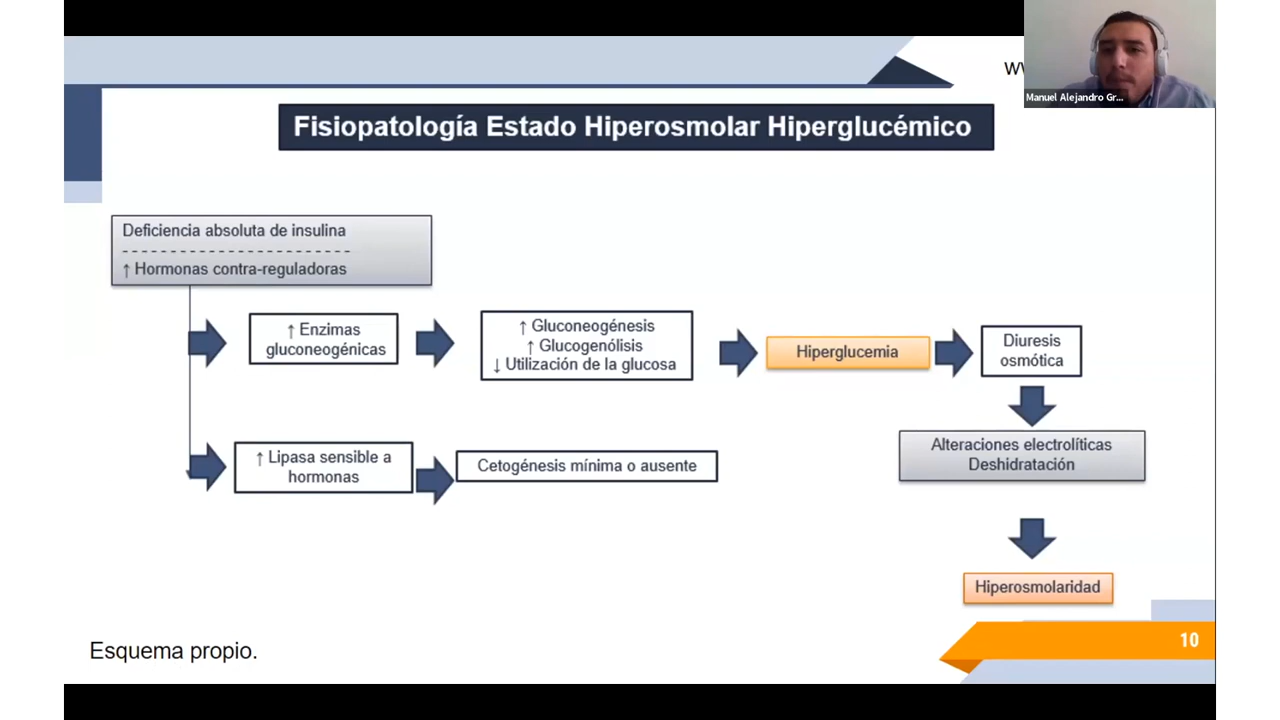 Manuel Alejandro Gr...
Fisiopatología Estado Hiperosmolar Hiperglucémico
Deficiencia absoluta de insulina
↑ Hormonas contra-reguladoras
↑ Enzimas
gluconeogénicas
↑ Gluconeogénesis
↑ Glucogenólisis
↓ Utilización de la glucosa
Hiperglucemia
Diuresis
osmótica
↑ Lipasa sensible a
hormonas
Cetogénesis mínima o ausente
Alteraciones electrolíticas
Deshidratación
Hiperosmolaridad
10
Esquema propio.